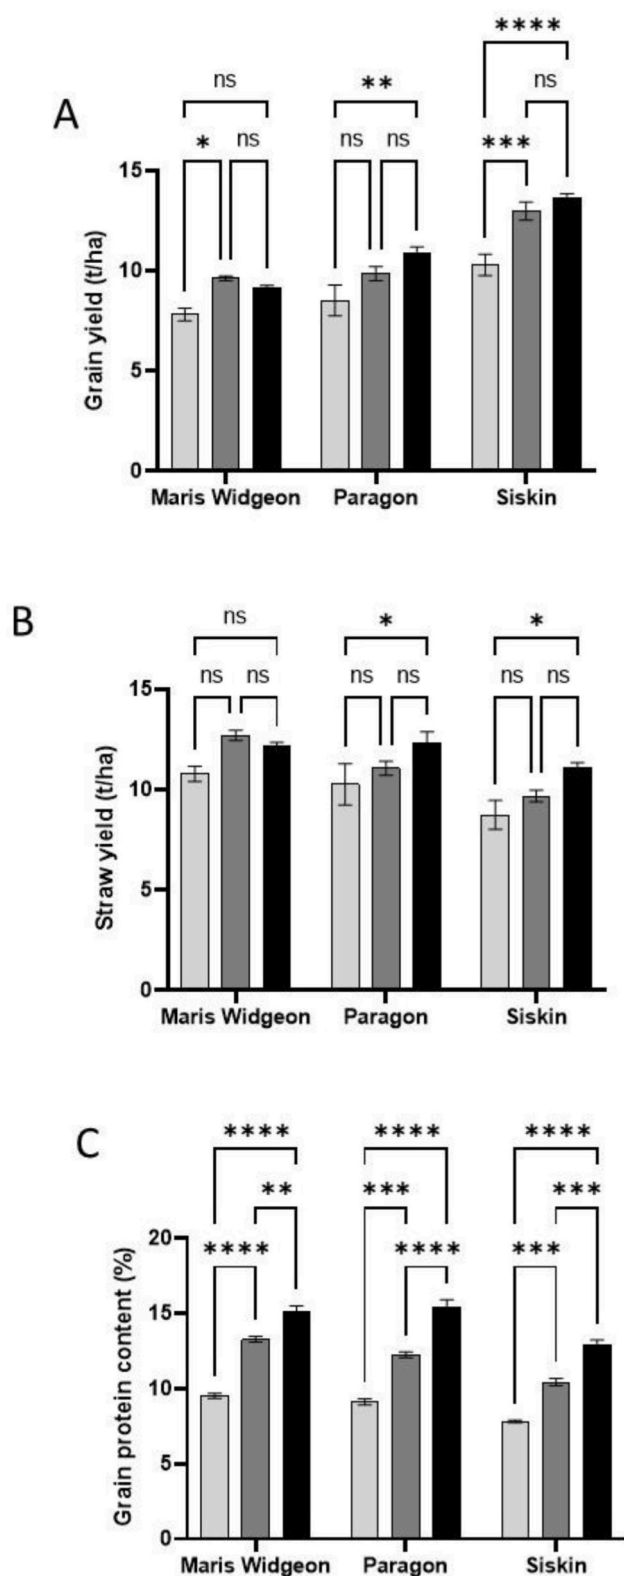 A
****
ns
**
ns
*
ns
ns
ns
***
15
10
5
0
Grain yield (t/ha)
Maris Widgeon
Paragon
Siskin
B
ns
*
*
ns
ns
ns
ns
ns
ns
15
10
5
0
Straw yield (t/ha)
Maris Widgeon
Paragon
Siskin
C
****
****
****
**
***
***
****
****
***
20
15
10
5
0
Grain protein content (%)
Maris Widgeon
Paragon
Siskin